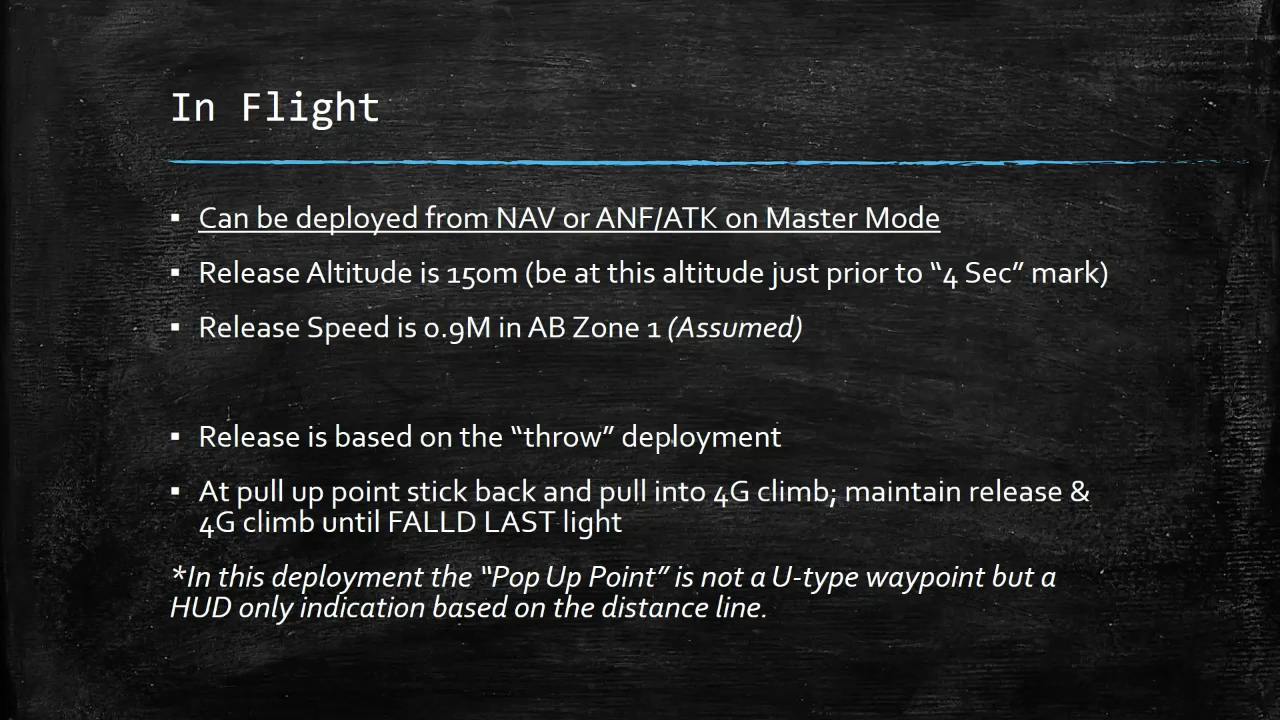 In Flight
▪ Can be deployed from NAV or ANF/ATK on Master Mode
▪ Release Altitude is 150m (be at this altitude just prior to “4 Sec” mark)
▪ Release Speed is 0.9M in AB Zone 1 (Assumed)
▪ Release is based on the “throw” deployment
▪ At pull up point stick back and pull into 4G climb; maintain release &
4G climb until FALLD LAST light
*In this deployment the “Pop Up Point” is not a U-type waypoint but a
HUD only indication based on the distance line.